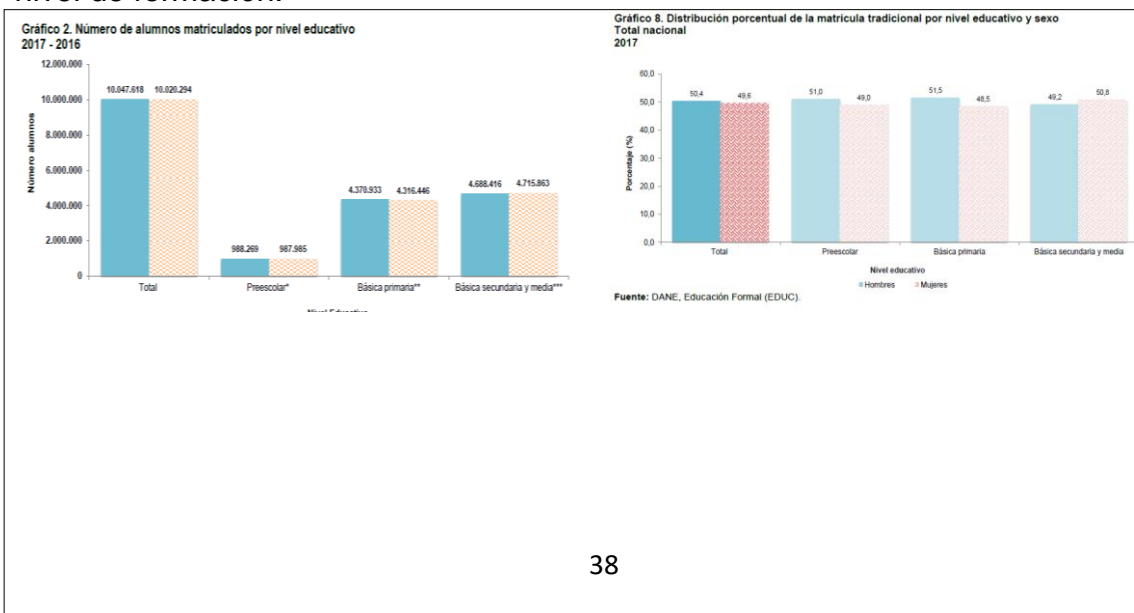 nivel de formación.
Gráfico 2. Número de alumnos matriculados por nivel educativo
2017 - 2016
12.000.000
10.000.000
8.000.000
6.000.000
4.000.000
2.000.000
0
Número alumnos
10.047.618 10.020.294
988.269 987.985
4.370.933 4.316.446
4.688.416 4.715.863
Total Preescolar* Básica primaria** Básica secundaria y media***
Nivel Educativo
Gráfico 8. Distribución porcentual de la matricula tradicional por nivel educativo y sexo
Total nacional
2017
60,0
50,0
40,0
30,0
20,0
10,0
0,0
Porcentaje (%)
50,4 49,6
51,0 49,0
51,5 48,5
49,2 50,8
Total Preescolar Básica primaria Básica secundaria y media
Nivel educativo
Hombres Mujeres
Fuente: DANE, Educación Formal (EDUC).
38